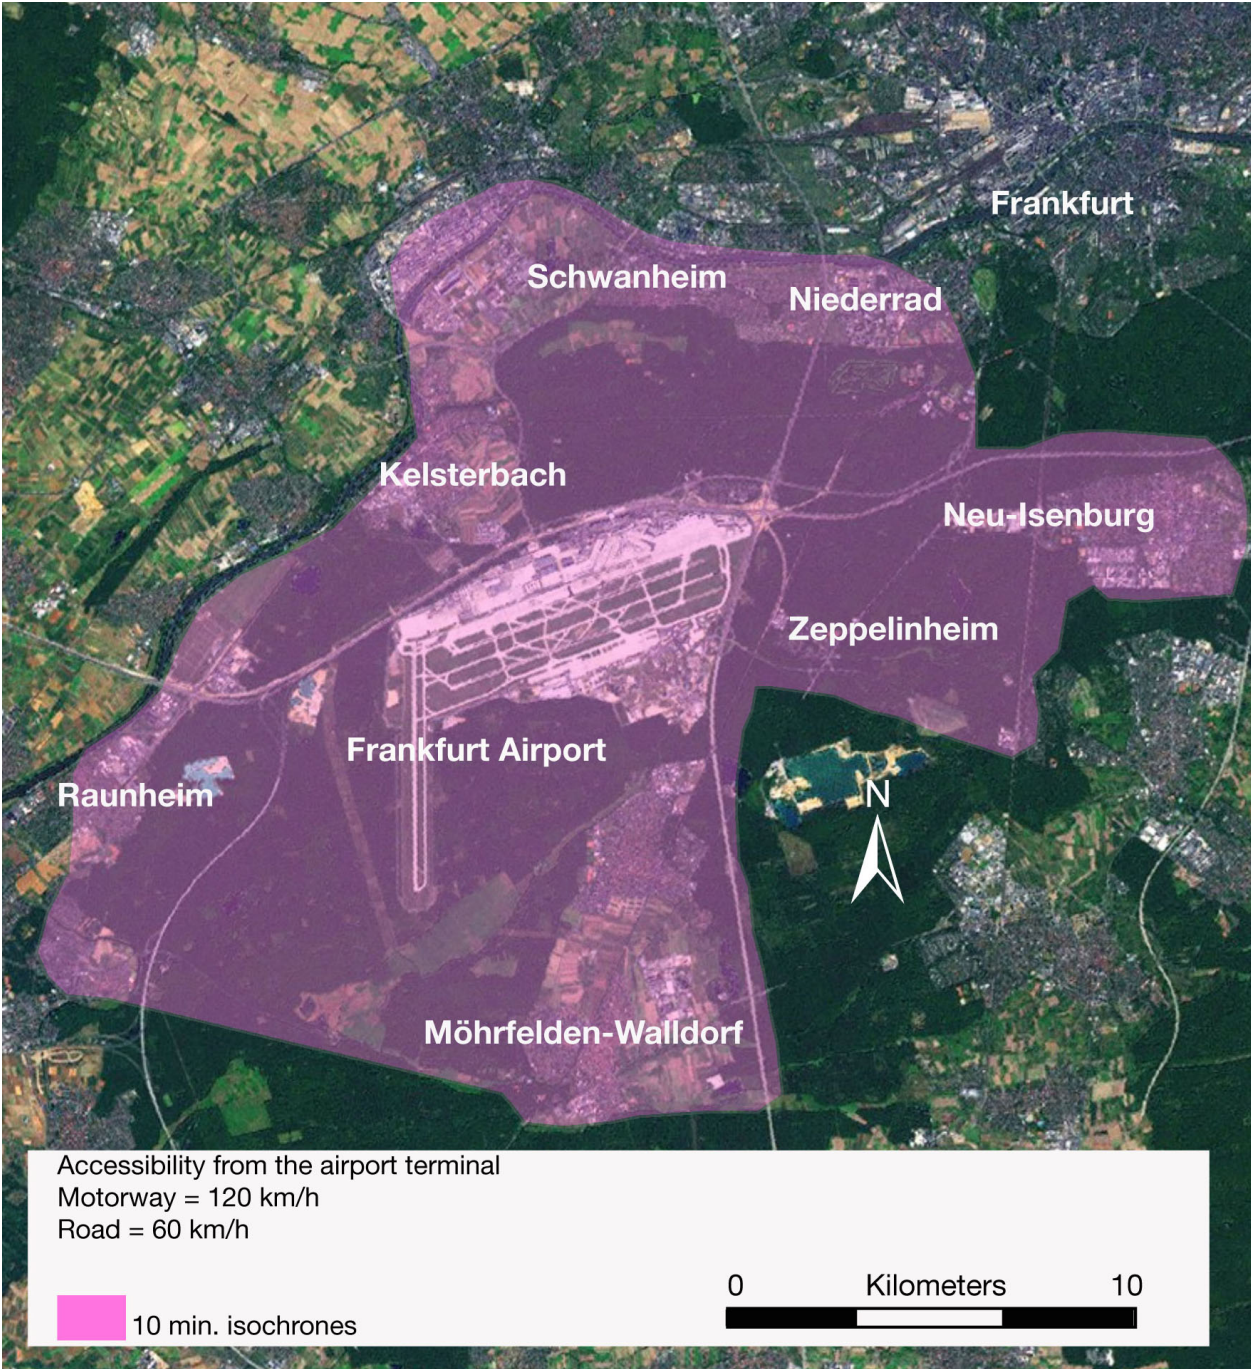 Frankfurt
Schwanheim
Niederrad
Kelsterbach
Neu-Isenburg
Zeppelinheim
Frankfurt Airport
Raunheim
N
Möhrfelden-Walldorf
Accessibility from the airport terminal
Motorway = 120 km/h
Road = 60 km/h
0 Kilometers 10
10 min. isochrones